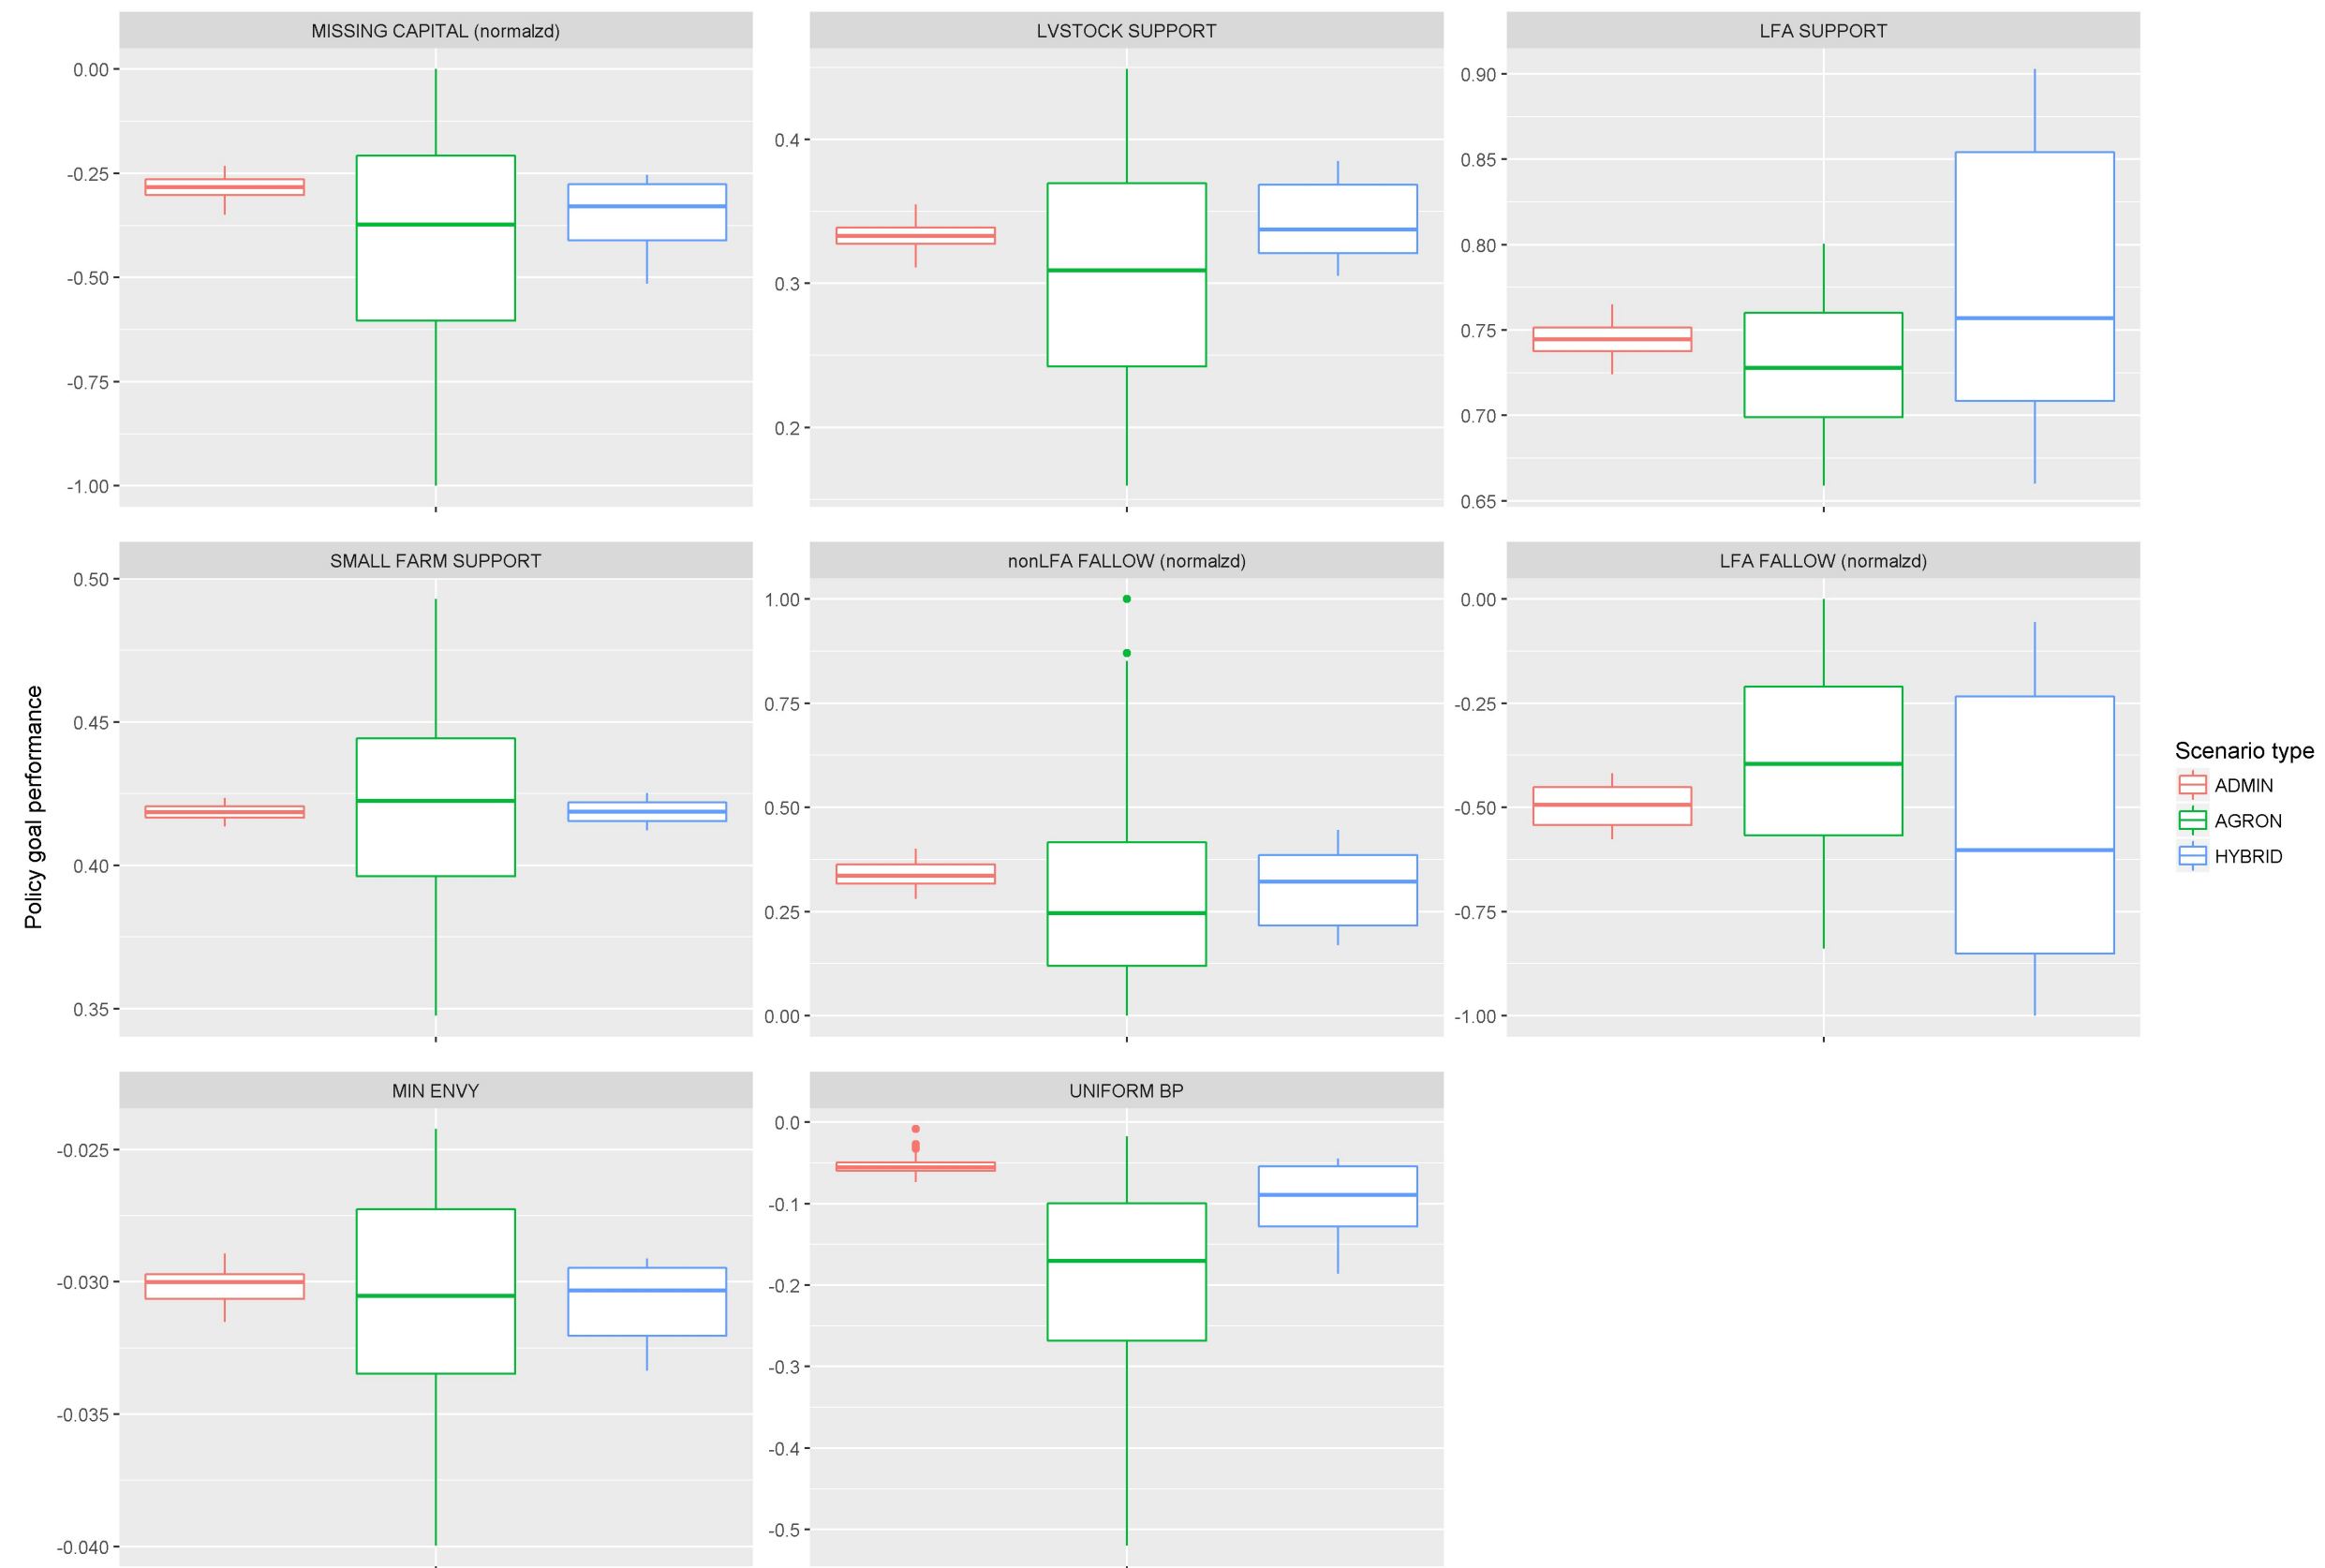 MISSING CAPITAL (normalzd)
0.00
-0.25
-0.50
-0.75
-1.00
LVSTOCK SUPPORT
0.4
0.3
0.2
LFA SUPPORT
0.90
0.85
0.80
0.75
0.70
0.65
SMALL FARM SUPPORT
0.50
0.45
0.40
0.35
nonLFA FALLOW (normalzd)
1.00
0.75
0.50
0.25
0.00
LFA FALLOW (normalzd)
0.00
-0.25
-0.50
-0.75
-1.00
MIN ENVY
-0.025
-0.030
-0.035
-0.040
UNIFORM BP
0.0
-0.1
-0.2
-0.3
-0.4
-0.5
Policy goal performance
Scenario type
ADMIN
AGRON
HYBRID